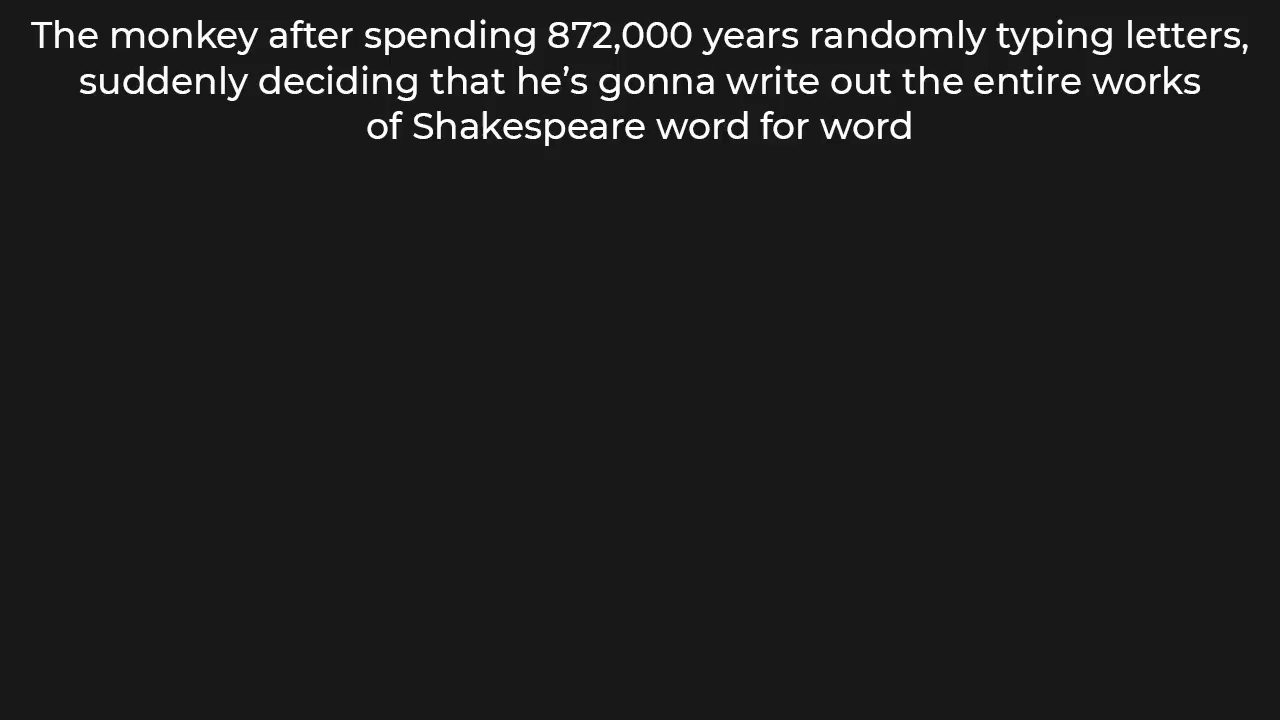 The monkey after spending 872,000 years randomly typing letters,
suddenly deciding that he’s gonna write out the entire works
of Shakespeare word for word